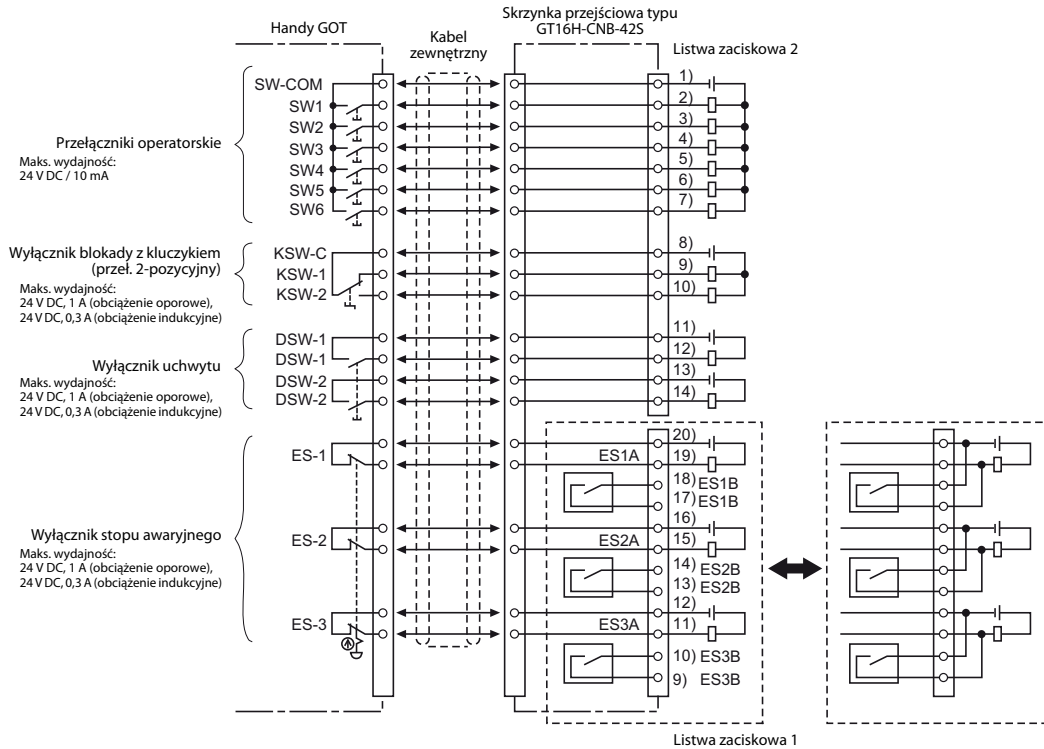 Handy GOT
Kabel
zewnętrzny
Skrzynka przejściowa typu
GT16H-CNB-42S
Listwa zaciskowa 2
Przełączniki operatorskie
Maks. wydajność:
24 V DC / 10 mA
SW-COM
SW1
SW2
SW3
SW4
SW5
SW6
1)
2)
3)
4)
5)
6)
7)
Wyłącznik blokady z kluczykiem
(przeł. 2-pozycyjny)
Maks. wydajność:
24 V DC, 1 A (obciążenie oporowe),
24 V DC, 0,3 A (obciążenie indukcyjne)
KSW-C
KSW-1
KSW-2
8)
9)
10)
Wyłącznik uchwytu
Maks. wydajność:
24 V DC, 1 A (obciążenie oporowe),
24 V DC, 0,3 A (obciążenie indukcyjne)
DSW-1
DSW-1
DSW-2
DSW-2
11)
12)
13)
14)
Wyłącznik stopu awaryjnego
Maks. wydajność:
24 V DC, 1 A (obciążenie oporowe),
24 V DC, 0,3 A (obciążenie indukcyjne)
ES-1
ES-2
ES-3
20)
ES1A 19)
18) ES1B
17) ES1B
16)
ES2A 15)
14) ES2B
13) ES2B
12)
ES3A 11)
10) ES3B
9) ES3B
Listwa zaciskowa 1